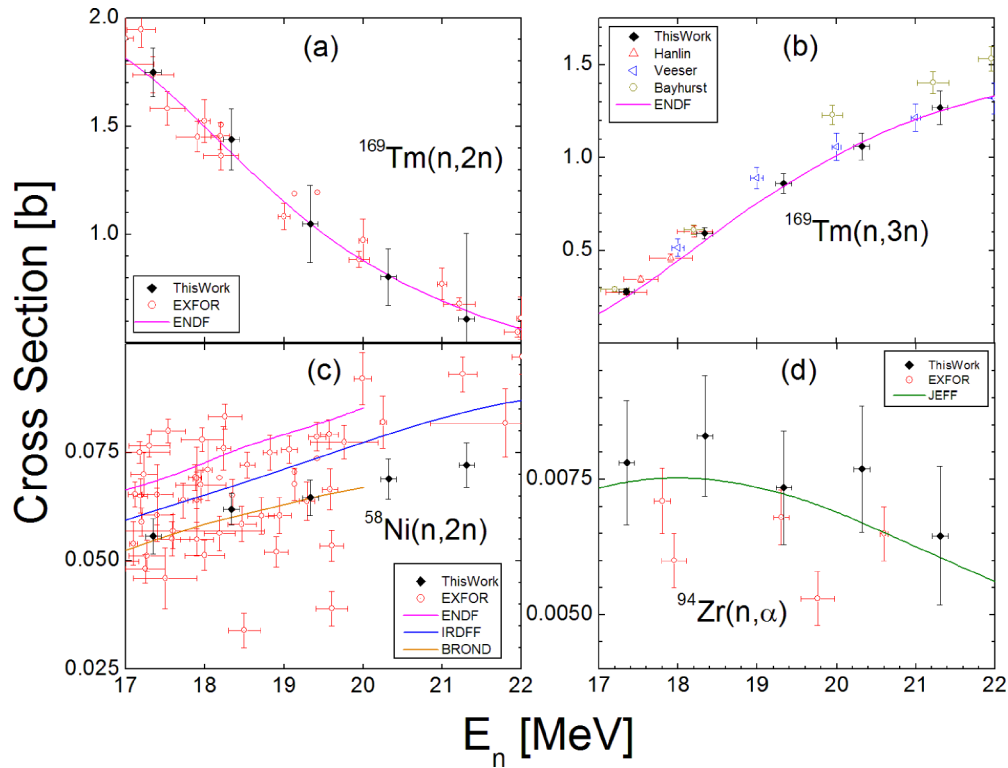 Cross Section [b]
2.0
1.5
1.0
(a)
¹⁶⁹Tm(n,2n)
ThisWork
EXFOR
ENDF
(b)
ThisWork
Hanlin
Veeser
Bayhurst
ENDF
1.5
1.0
0.5
¹⁶⁹Tm(n,3n)
0.075
0.050
0.025
(c)
⁵⁸Ni(n,2n)
ThisWork
EXFOR
ENDF
IRDFF
BROND
17 18 19 20 21 22
(d)
ThisWork
EXFOR
JEFF
0.0075
0.0050
⁹⁴Zr(n,α)
17 18 19 20 21 22
Eₙ [MeV]